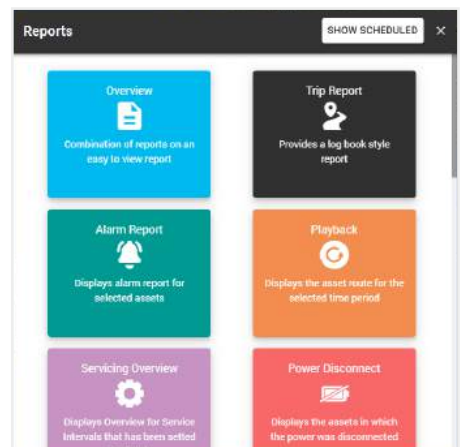 Reports
SHOW SCHEDULED
Overview
Combination of reports on an
easy to view report
Trip Report
Provides a log book style
report
Alarm Report
Displays alarm report for
selected assets
Playback
Displays the asset route for the
selected time period
Servicing Overview
Displays Overview for Service
Intervals that has been setted
Power Disconnect
Displays the assets in which
the power was disconnected